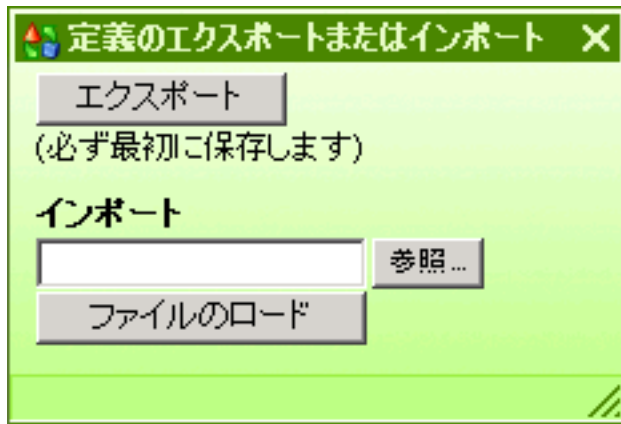 定義のエクスポートまたはインポート
エクスポート
(必ず最初に保存します)
インポート
参照...
ファイルのロード